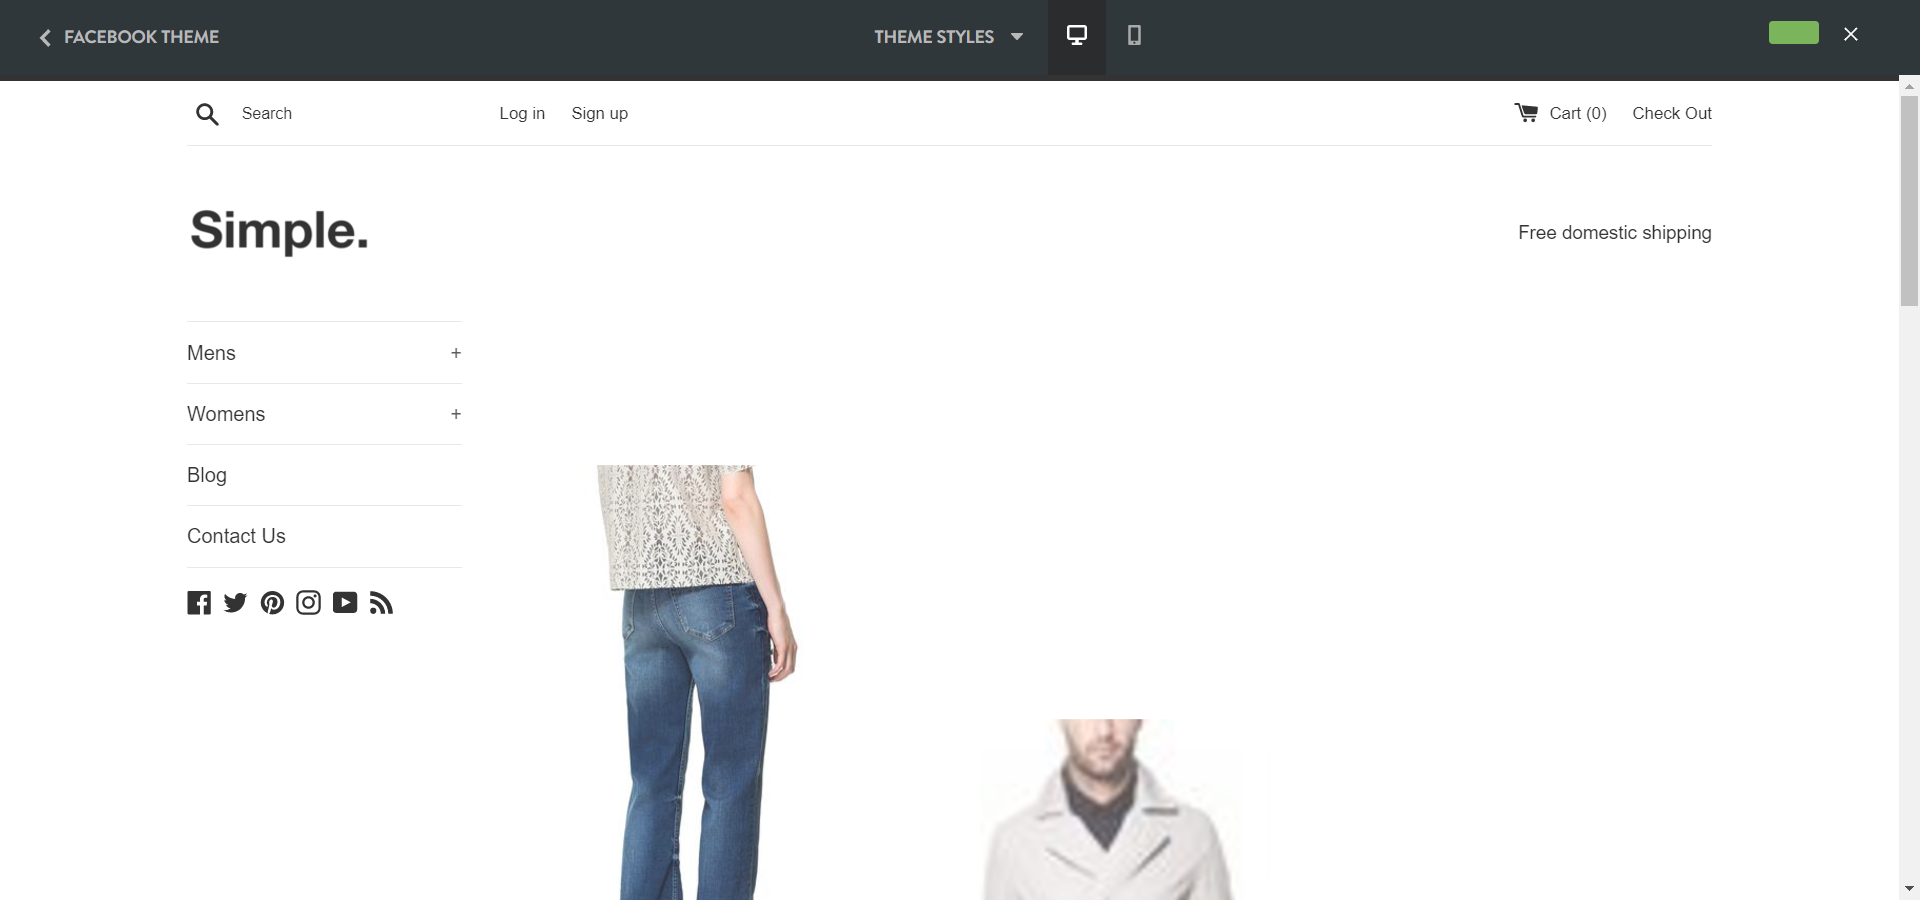 FACEBOOK THEME
THEME STYLES
Search
Log in
Sign up
Cart (0)
Check Out
Simple.
Free domestic shipping
Mens +
Womens +
Blog
Contact Us